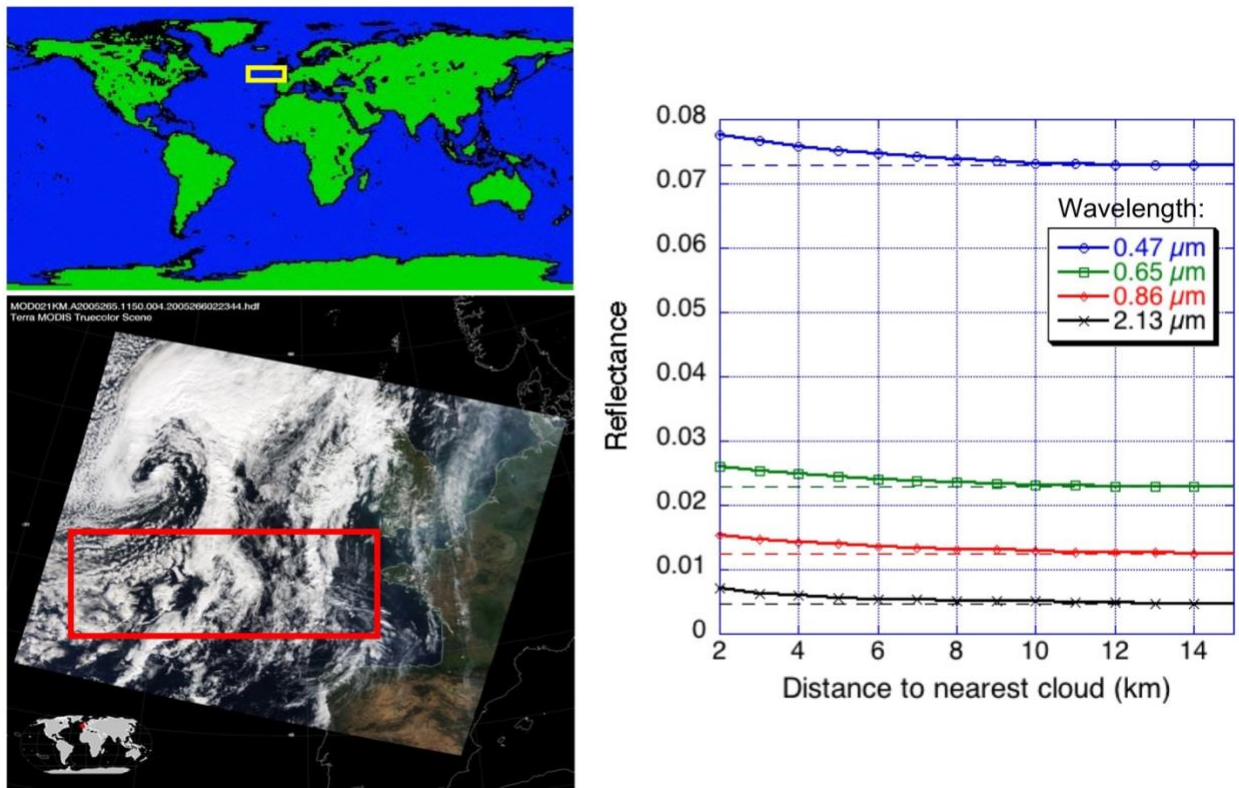 MOD021KM.A2005265.1150.004.2005266022344.hdf
Terra MODIS Truecolor Scene
Reflectance
0.08
0.07
0.06
0.05
0.04
0.03
0.02
0.01
0
Wavelength:
0.47 µm
0.65 µm
0.86 µm
2.13 µm
2 4 6 8 10 12 14
Distance to nearest cloud (km)